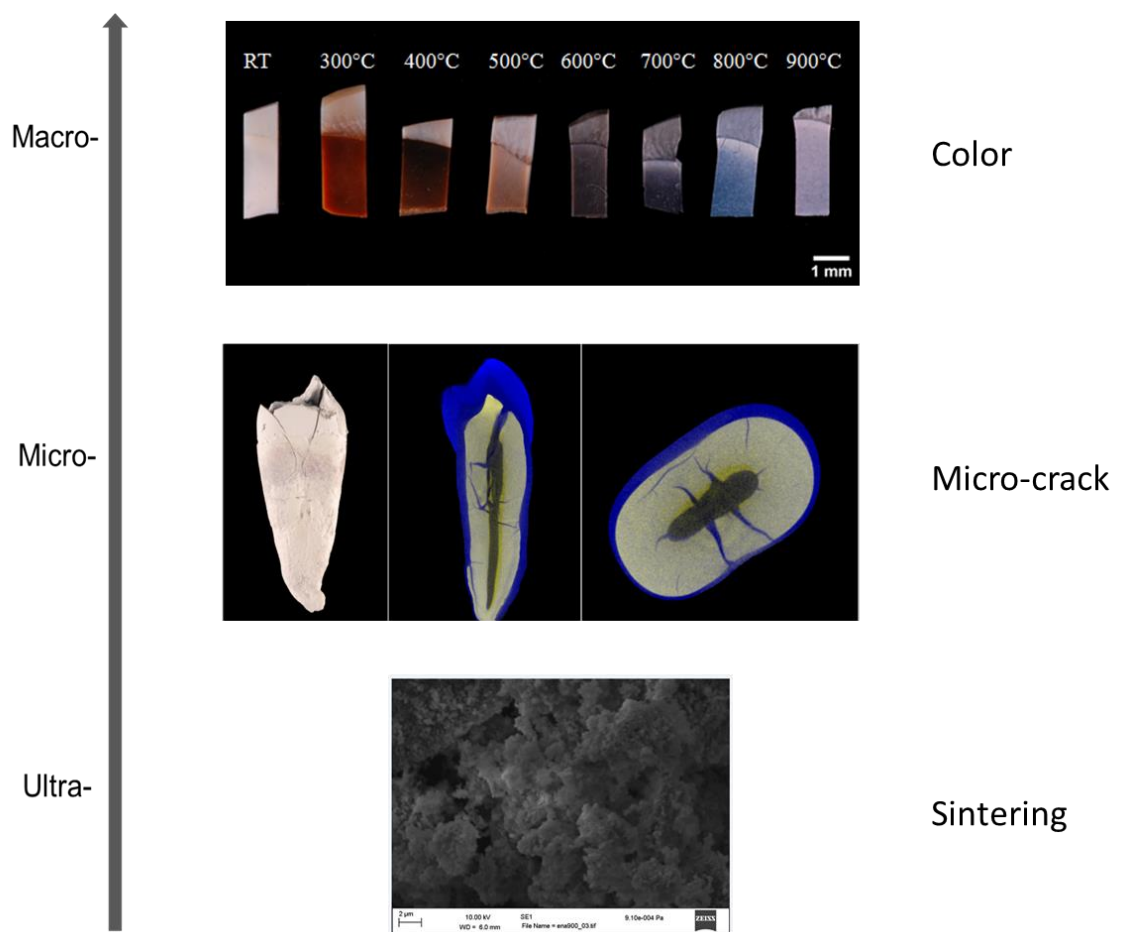 RT 300°C 400°C 500°C 600°C 700°C 800°C 900°C
Macro-
Color
1 mm
Micro-
Micro-crack
Ultra-
Sintering
2 µm
10.00 kV SE1 9.10e-004 Pa
WD = 6.0 mm File Name = ena900_03.tif
ZEISS